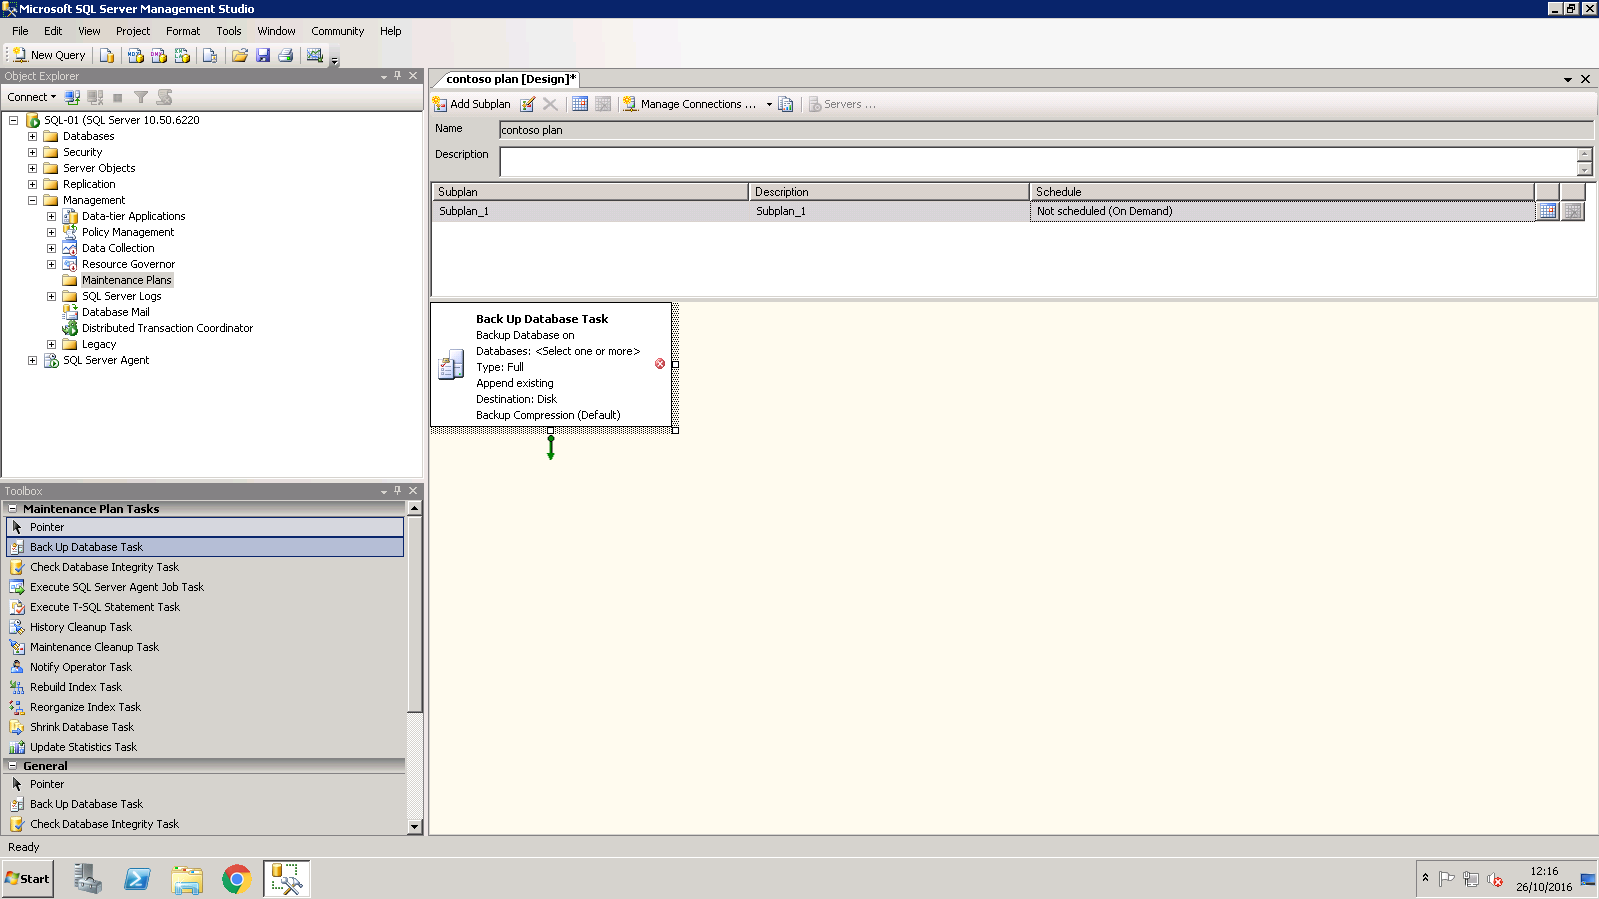 Microsoft SQL Server Management Studio
File Edit View Project Format Tools Window Community Help
New Query
Object Explorer
Connect
SQL-01 (SQL Server 10.50.6220
Databases
Security
Server Objects
Replication
Management
Data-tier Applications
Policy Management
Data Collection
Resource Governor
Maintenance Plans
SQL Server Logs
Database Mail
Distributed Transaction Coordinator
Legacy
SQL Server Agent
Toolbox
Maintenance Plan Tasks
Pointer
Back Up Database Task
Check Database Integrity Task
Execute SQL Server Agent Job Task
Execute T-SQL Statement Task
History Cleanup Task
Maintenance Cleanup Task
Notify Operator Task
Rebuild Index Task
Reorganize Index Task
Shrink Database Task
Update Statistics Task
General
Pointer
Back Up Database Task
Check Database Integrity Task
contoso plan [Design]*
Add Subplan Manage Connections ... Servers ...
Name contoso plan
Description
Subplan Description Schedule
Subplan_1 Subplan_1 Not scheduled (On Demand)
Back Up Database Task
Backup Database on
Databases: <Select one or more>
Type: Full
Append existing
Destination: Disk
Backup Compression (Default)
Ready
Start
12:16
26/10/2016